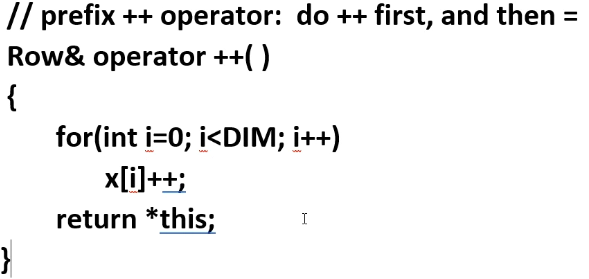 // prefix ++ operator:  do ++ first, and then =
Row& operator ++( )
{
for(int i=0; i<DIM; i++)
x[i]++;
return *this;
}